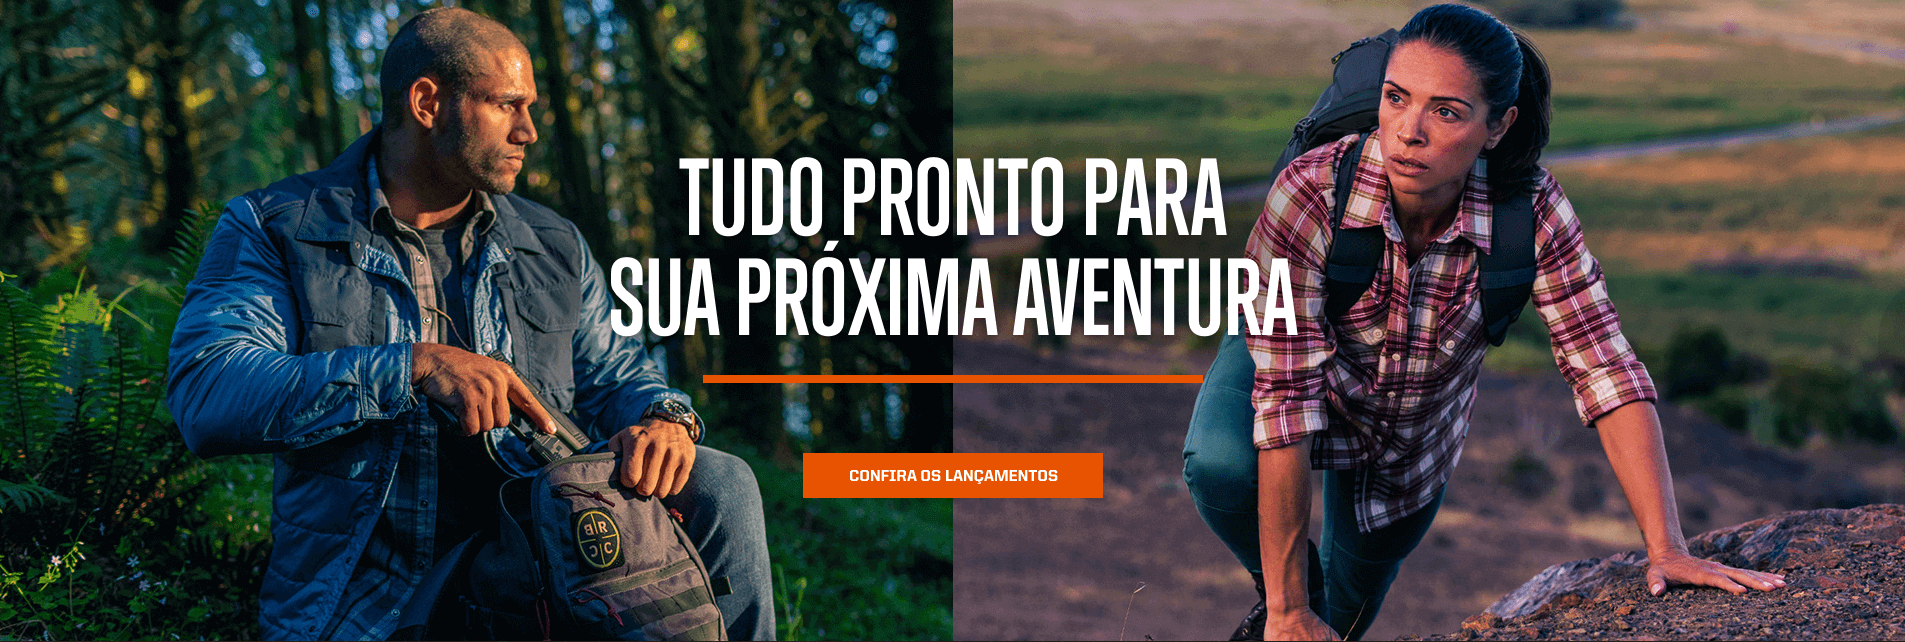 TUDO PRONTO PARA
SUA PRÓXIMA AVENTURA
CONFIRA OS LANÇAMENTOS
B R
C C